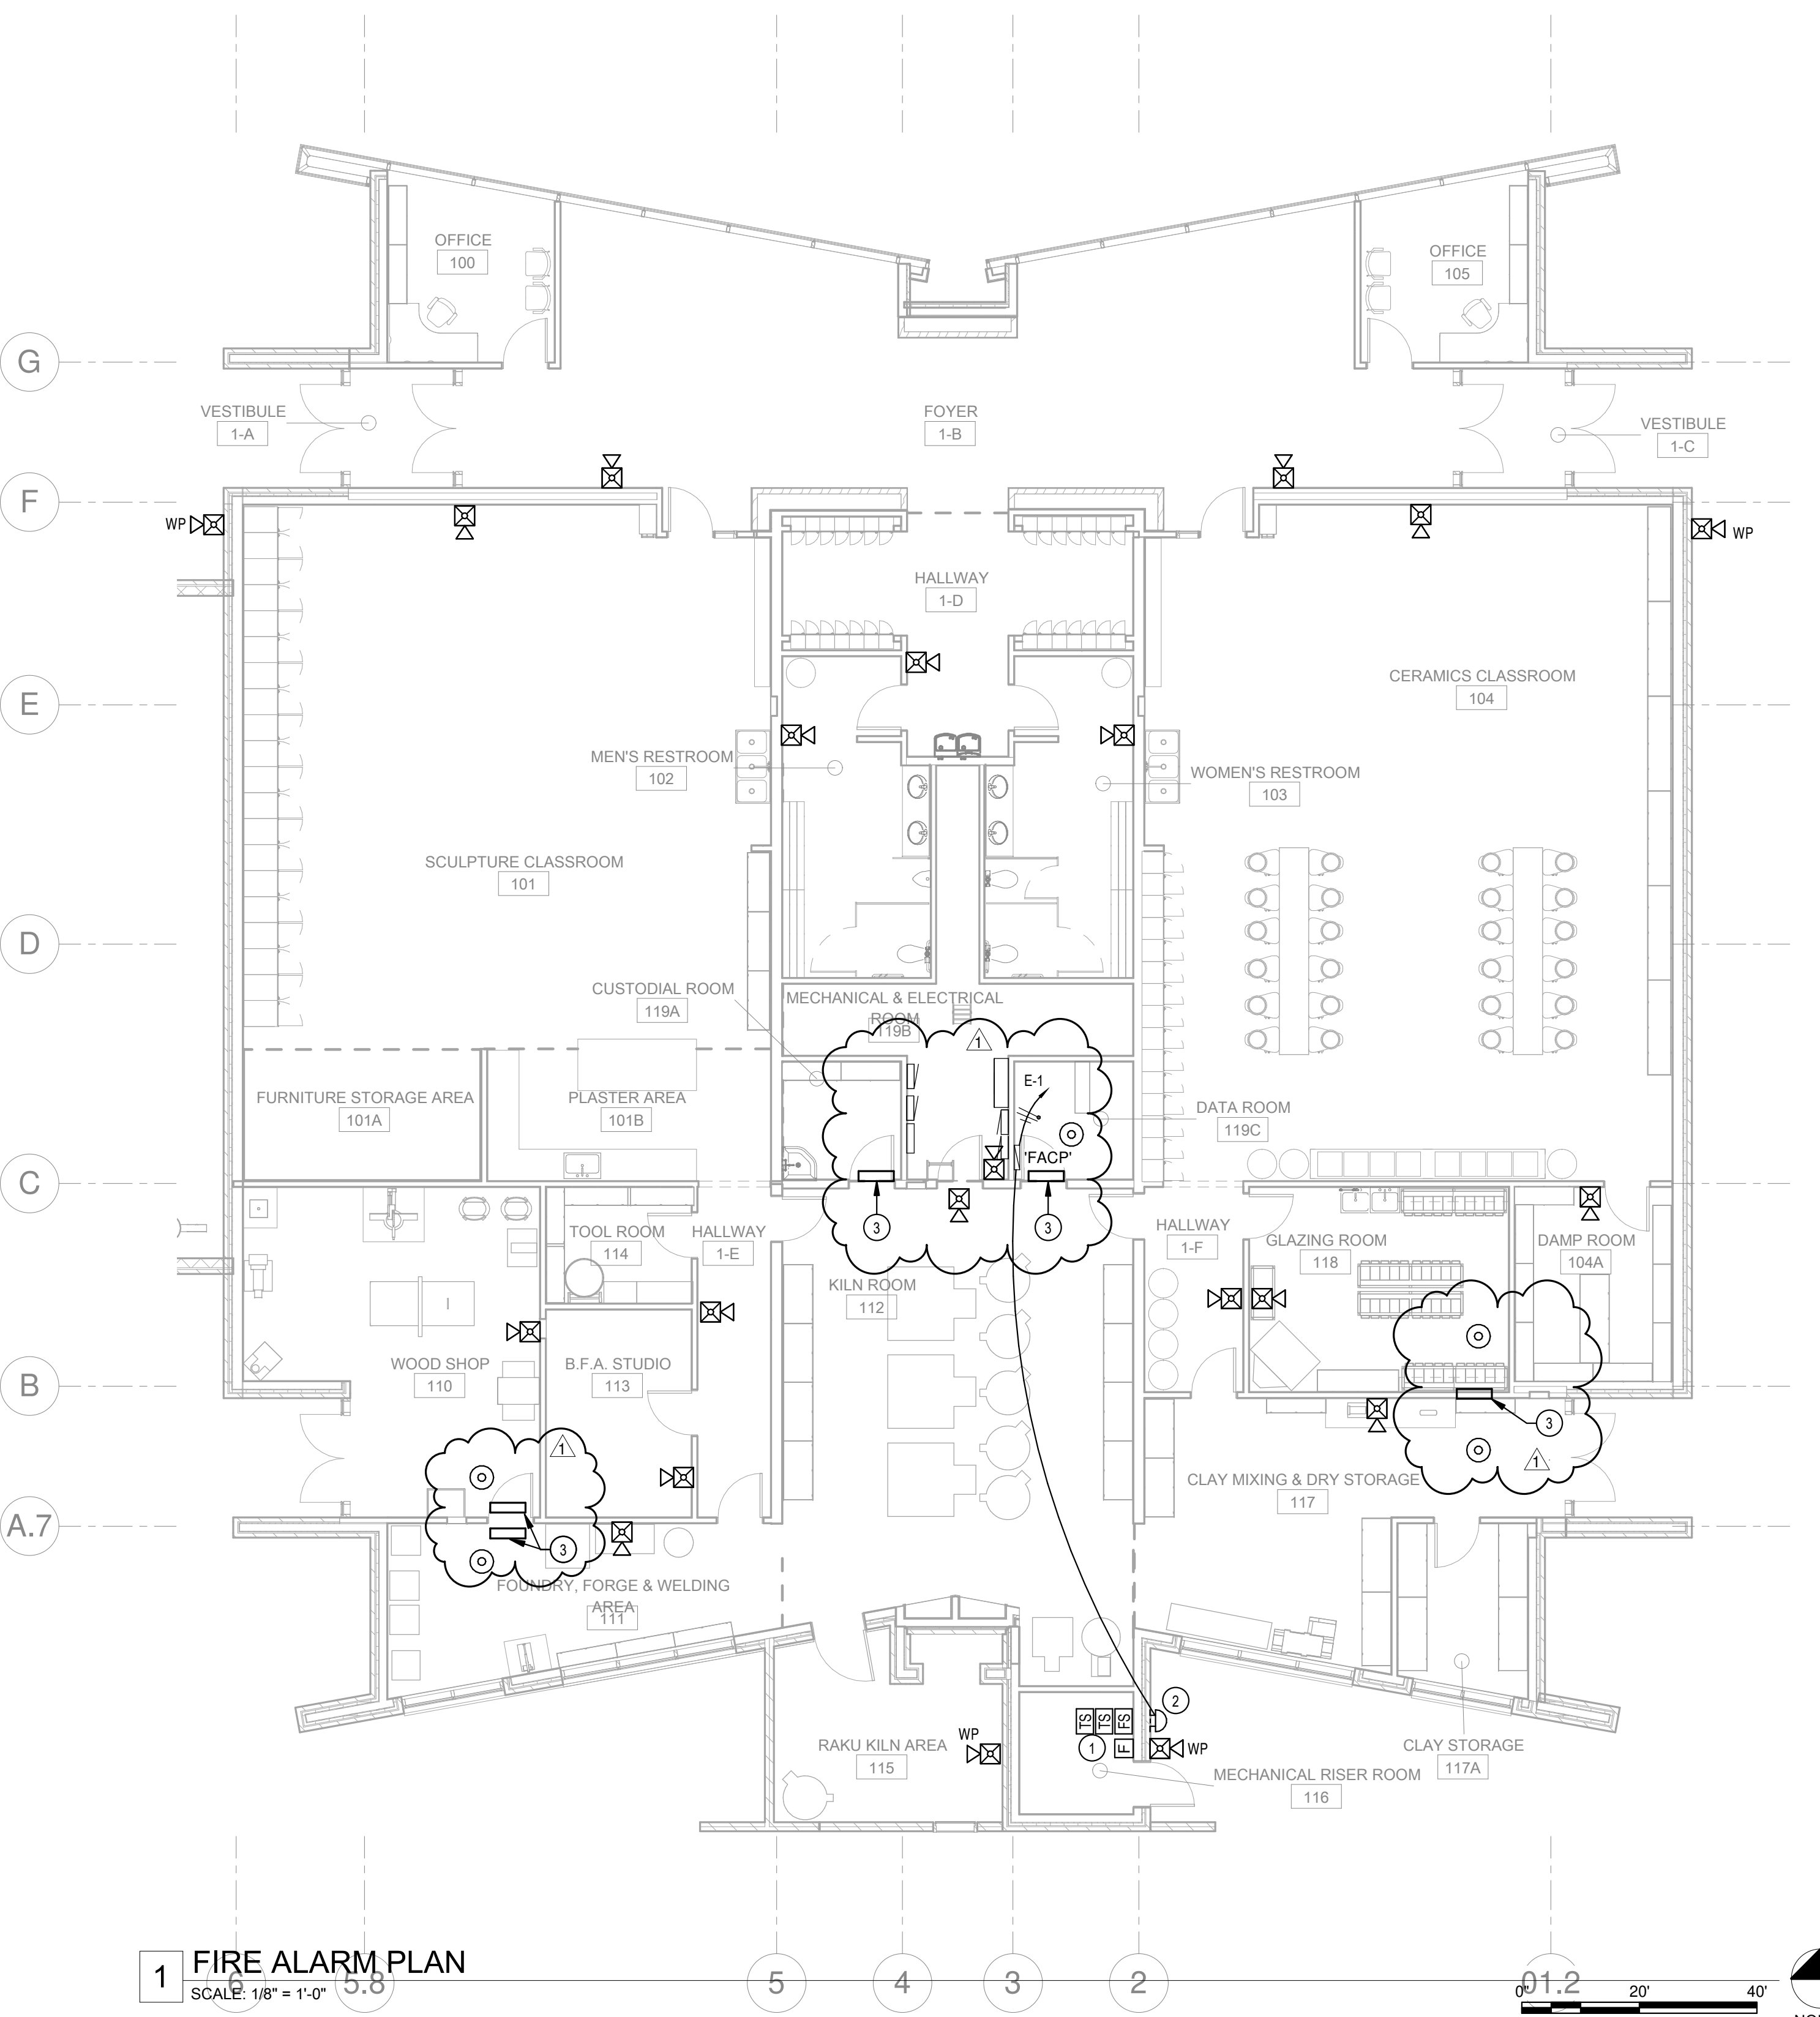 OFFICE
100
OFFICE
105
G
VESTIBULE
1-A
FOYER
1-B
VESTIBULE
1-C
F
WP
WP
HALLWAY
1-D
E
CERAMICS CLASSROOM
104
MEN'S RESTROOM
102
WOMEN'S RESTROOM
103
SCULPTURE CLASSROOM
101
D
CUSTODIAL ROOM
119A
MECHANICAL & ELECTRICAL
ROOM
119B
1
E-1
FURNITURE STORAGE AREA
101A
PLASTER AREA
101B
DATA ROOM
119C
'FACP'
C
3
3
TOOL ROOM
114
HALLWAY
1-E
HALLWAY
1-F
GLAZING ROOM
118
DAMP ROOM
104A
KILN ROOM
112
WOOD SHOP
110
B.F.A. STUDIO
113
B
3
1
1
CLAY MIXING & DRY STORAGE
117
A.7
3
FOUNDRY, FORGE & WELDING
AREA
111
2
TS
TS
FS
WP
1
F
WP
RAKU KILN AREA
115
CLAY STORAGE
117A
MECHANICAL RISER ROOM
116
1
FIRE ALARM PLAN
SCALE: 1/8" = 1'-0"
6
5.8
5
4
3
2
01.2
0"
20'
40'